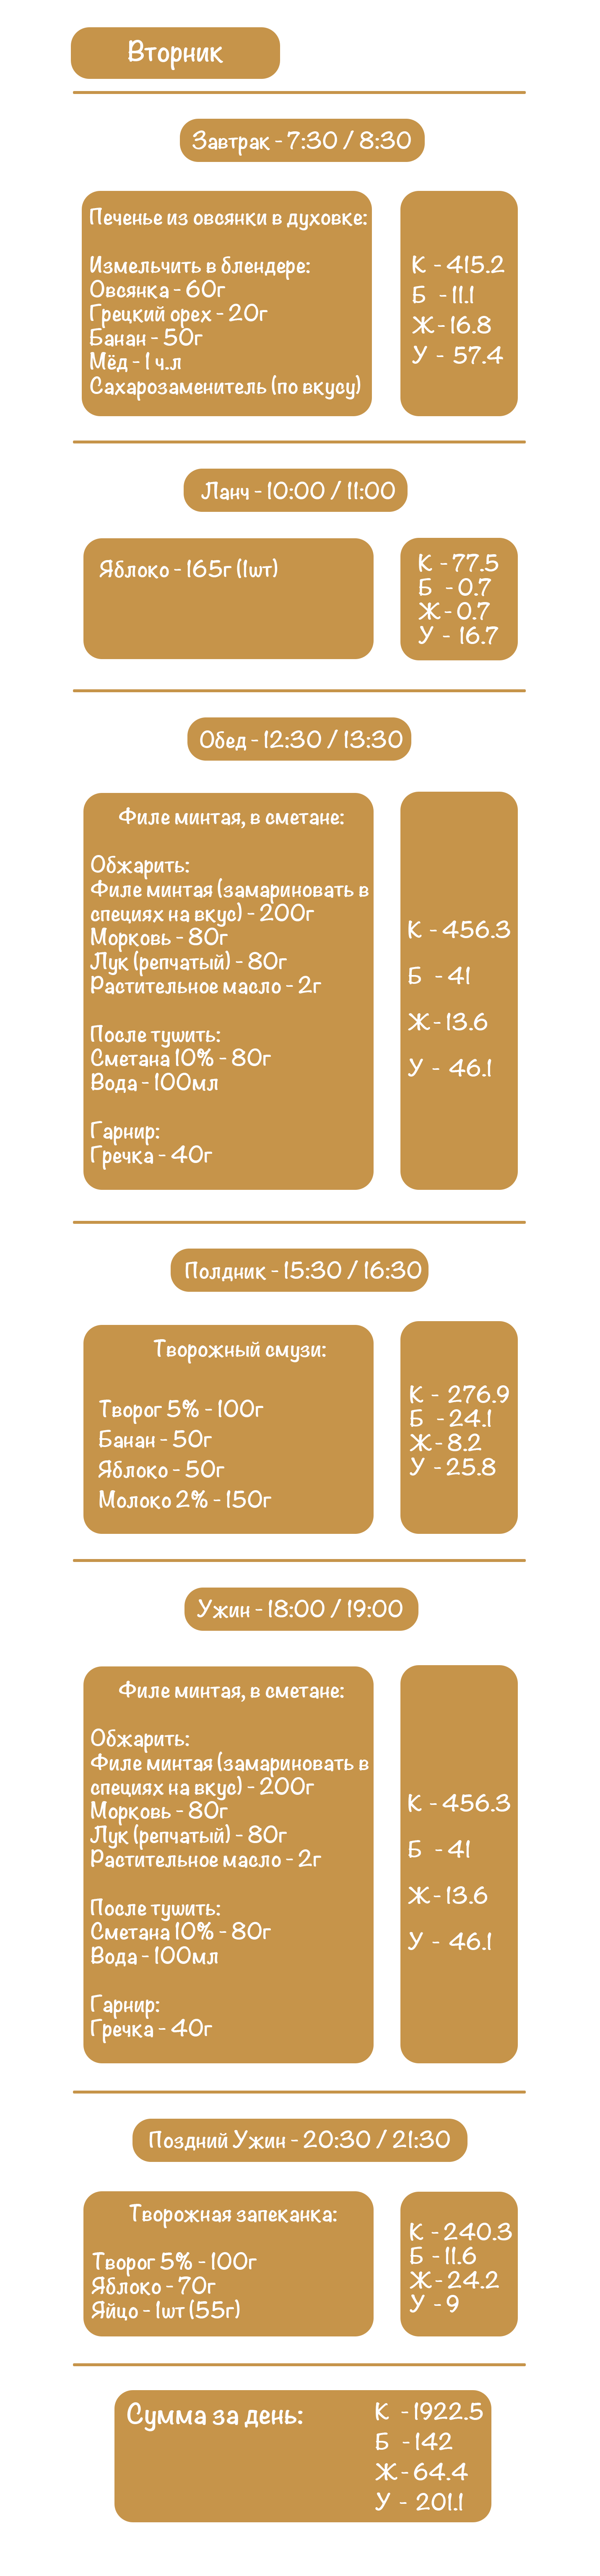 Вторник
Завтрак - 7:30 / 8:30
Печенье из овсянки в духовке:
Измельчить в блендере:
Овсянка - 60г
Грецкий орех - 20г
Банан - 50г
Мёд - 1 ч.л
Сахарозаменитель (по вкусу)
К - 415.2
Б - 11.1
Ж - 16.8
У - 57.4
Ланч - 10:00 / 11:00
Яблоко - 165г (1шт)
К - 77.5
Б - 0.7
Ж - 0.7
У - 16.7
Обед - 12:30 / 13:30
Филе минтая, в сметане:
Обжарить:
Филе минтая (замариновать в
специях на вкус) - 200г
Морковь - 80г
Лук (репчатый) - 80г
Растительное масло - 2г
После тушить:
Сметана 10% - 80г
Вода - 100мл
Гарнир:
Гречка - 40г
К - 456.3
Б - 41
Ж - 13.6
У - 46.1
Полдник - 15:30 / 16:30
Творожный смузи:
Творог 5% - 100г
Банан - 50г
Яблоко - 50г
Молоко 2% - 150г
К - 276.9
Б - 24.1
Ж - 8.2
У - 25.8
Ужин - 18:00 / 19:00
Филе минтая, в сметане:
Обжарить:
Филе минтая (замариновать в
специях на вкус) - 200г
Морковь - 80г
Лук (репчатый) - 80г
Растительное масло - 2г
После тушить:
Сметана 10% - 80г
Вода - 100мл
Гарнир:
Гречка - 40г
К - 456.3
Б - 41
Ж - 13.6
У - 46.1
Поздний Ужин - 20:30 / 21:30
Творожная запеканка:
Творог 5% - 100г
Яблоко - 70г
Яйцо - 1шт (55г)
К - 240.3
Б - 11.6
Ж - 24.2
У - 9
Сумма за день:
К - 1922.5
Б - 142
Ж - 64.4
У - 201.1